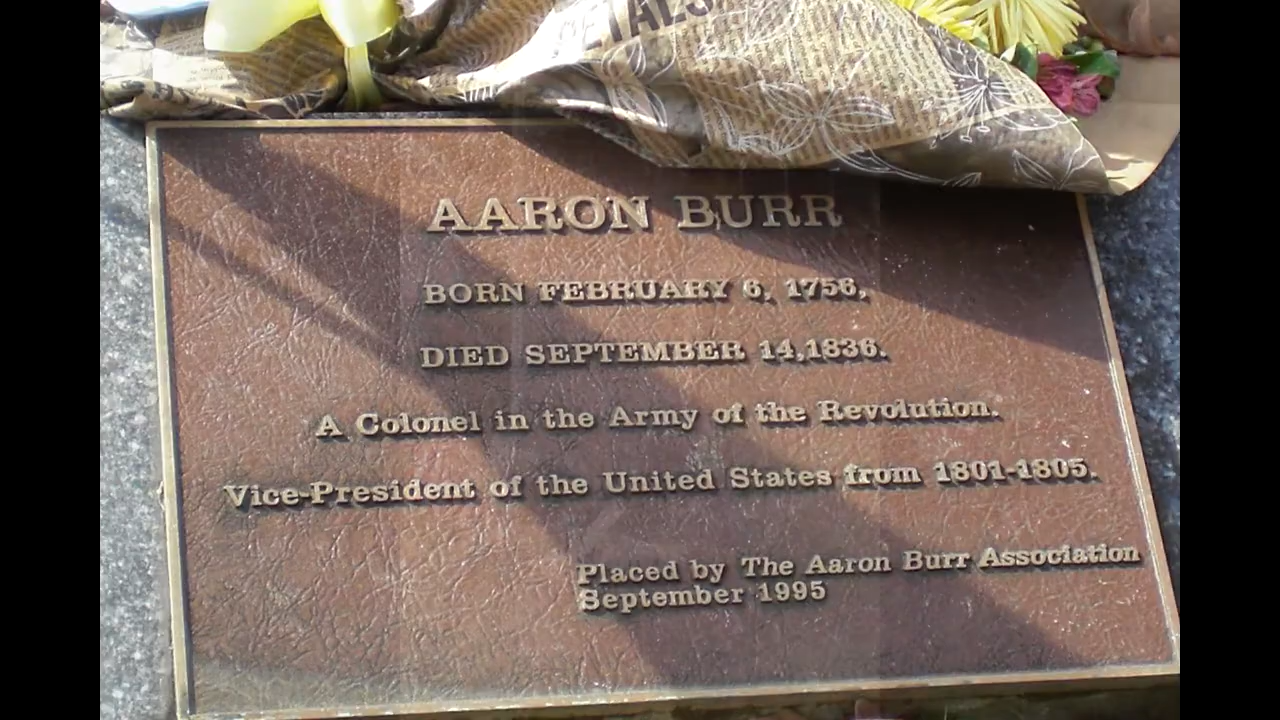 ETALS
AARON BURR
BORN FEBRUARY 6, 1756,
DIED SEPTEMBER 14,1836.
A Colonel in the Army of the Revolution.
Vice-President of the United States from 1801-1805.
Placed by The Aaron Burr Association
September 1995